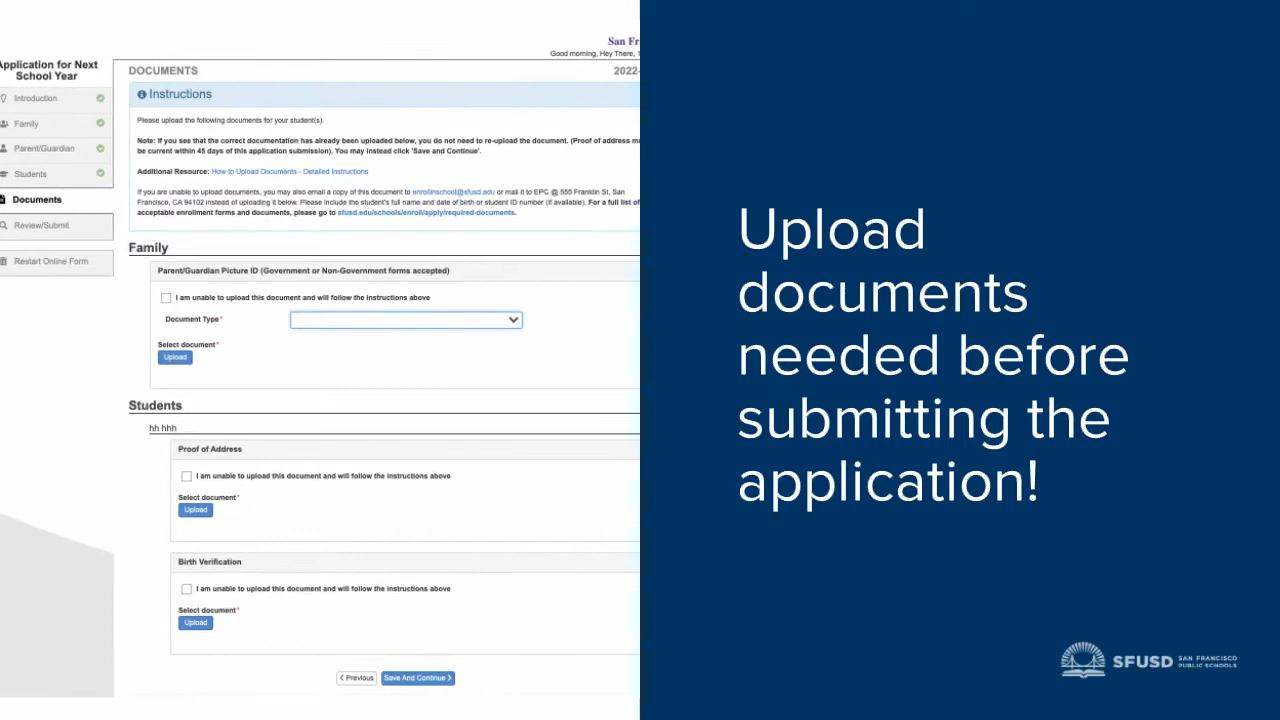 San Fr
Good morning, Hey There, 1
Application for Next
School Year
Introduction
Family
Parent/Guardian
Students
Documents
Review/Submit
Restart Online Form
DOCUMENTS
2022-
Instructions
Please upload the following documents for your student(s).
Note: If you see that the correct documentation has already been uploaded below, you do not need to re-upload the document. (Proof of address mu
be current within 45 days of this application submission). You may instead click 'Save and Continue'.
Additional Resource: How to Upload Documents - Detailed Instructions
If you are unable to upload documents, you may also email a copy of this document to enrollinschool@sfusd.edu or mail it to EPC @ 555 Franklin St, San
Francisco, CA 94102 instead of uploading it below. Please include the student's full name and date of birth or student ID number (if available). For a full list of
acceptable enrollment forms and documents, please go to sfusd.edu/schools/enroll/apply/required-documents.
Family
Parent/Guardian Picture ID (Government or Non-Government forms accepted)
I am unable to upload this document and will follow the instructions above
Document Type*
Select document*
Upload
Students
hh hhh
Proof of Address
I am unable to upload this document and will follow the instructions above
Select document*
Upload
Birth Verification
I am unable to upload this document and will follow the instructions above
Select document*
Upload
Previous
Save And Continue
Upload
documents
needed before
submitting the
application!
SFUSD
SAN FRANCISCO
PUBLIC SCHOOLS